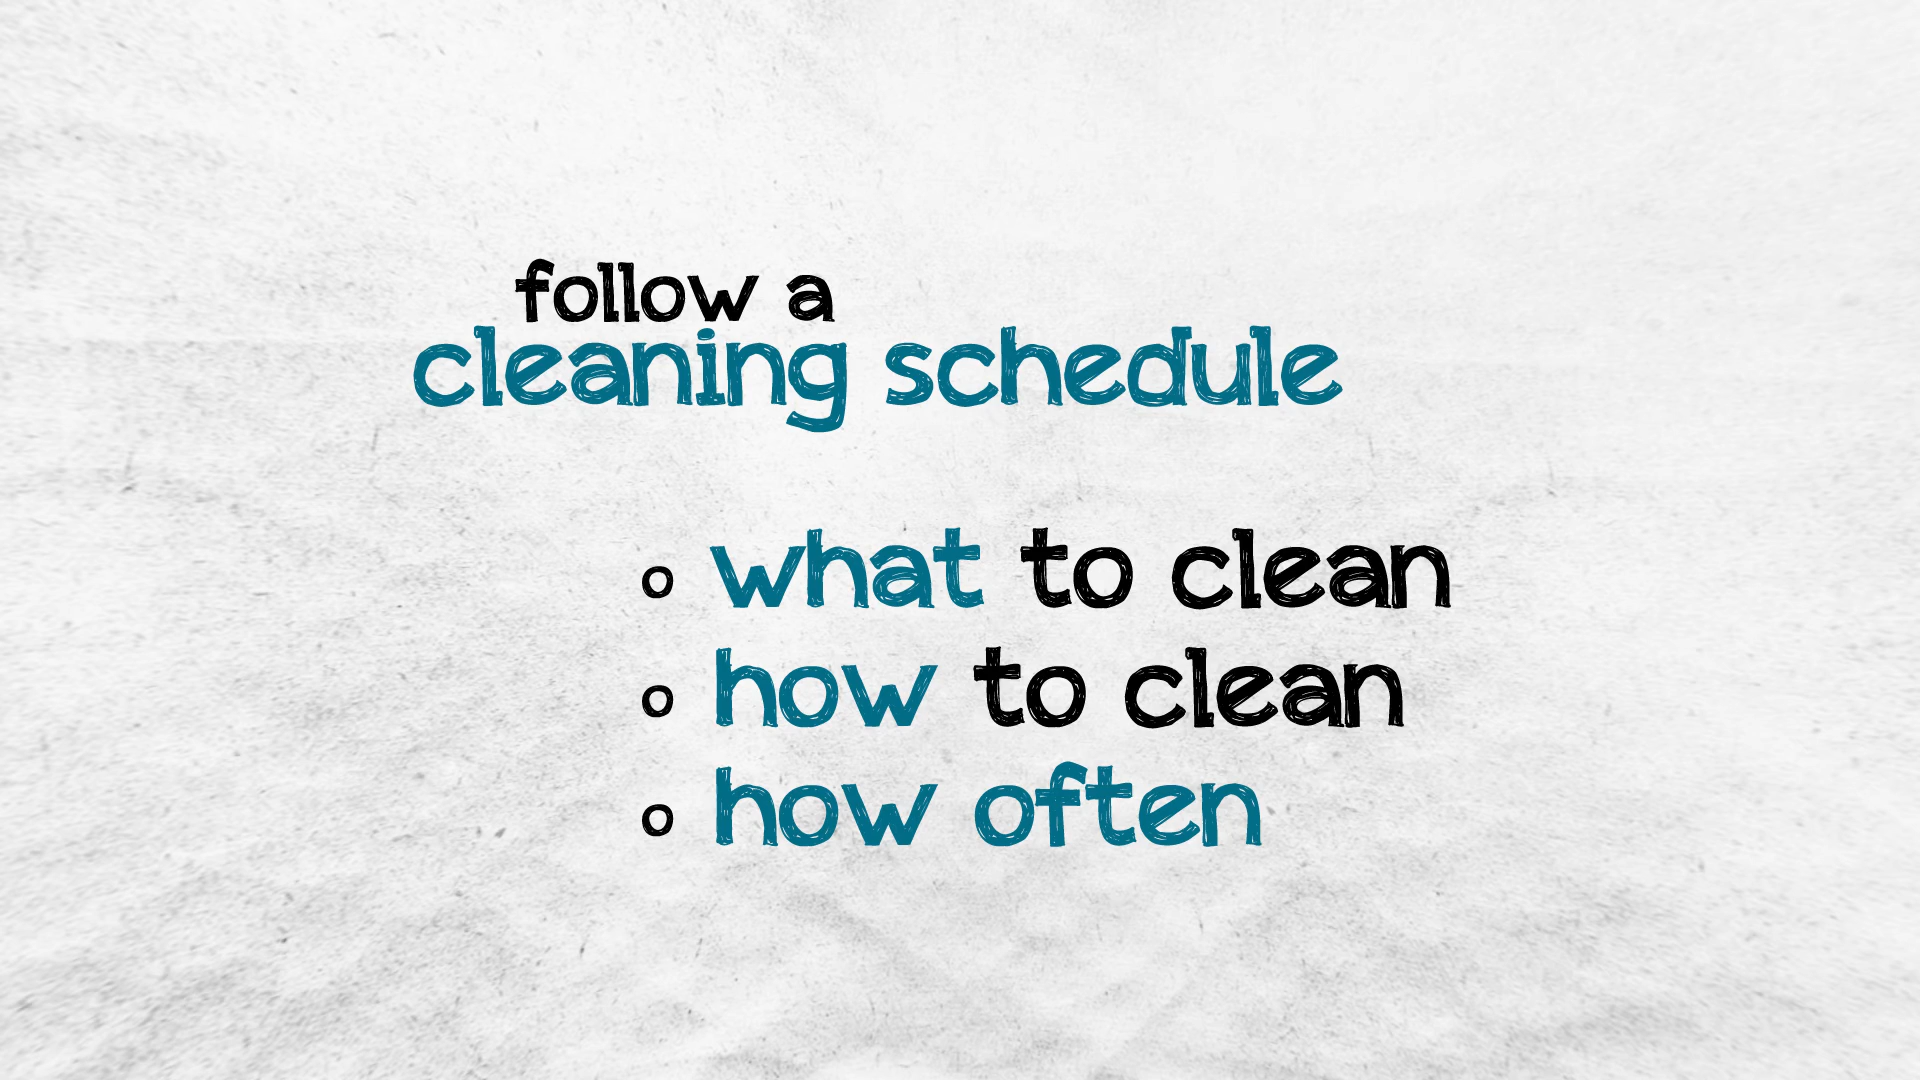 follow a
cleaning schedule
o what to clean
o how to clean
o how often